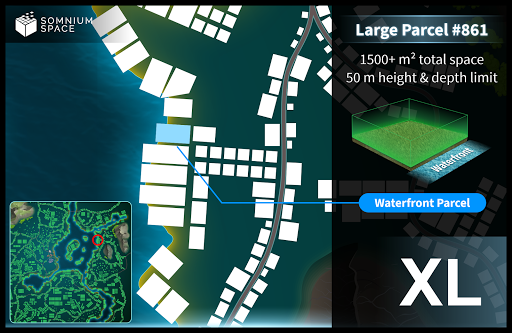 SOMNIUM
SPACE
Large Parcel #861
1500+ m² total space
50 m height & depth limit
Waterfront
Waterfront Parcel
XL